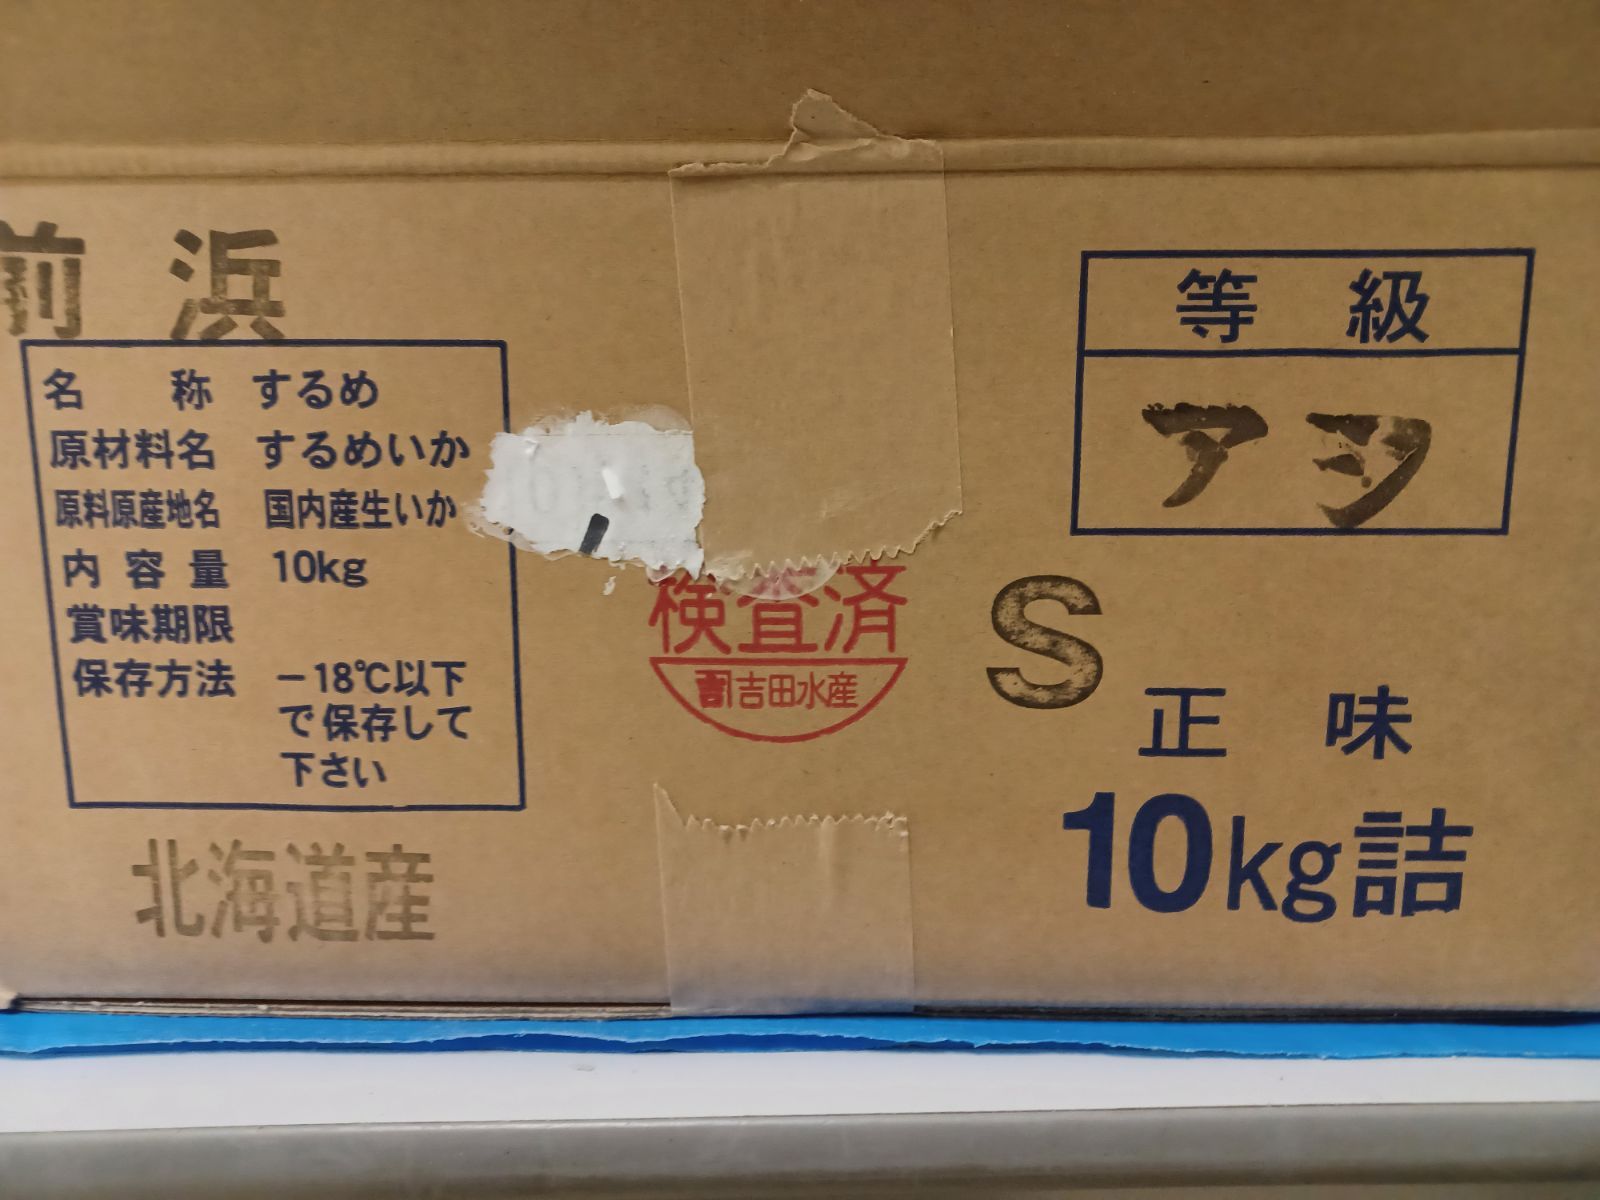 前 浜
名 称 するめ
原材料名 するめいか
原料原産地名 国内産生いか
内容量 10kg
賞味期限
保存方法 −18℃以下
で保存して
下さい
北海道産
検査済
吉田水産
等 級
アシ
S
正 味
10kg詰